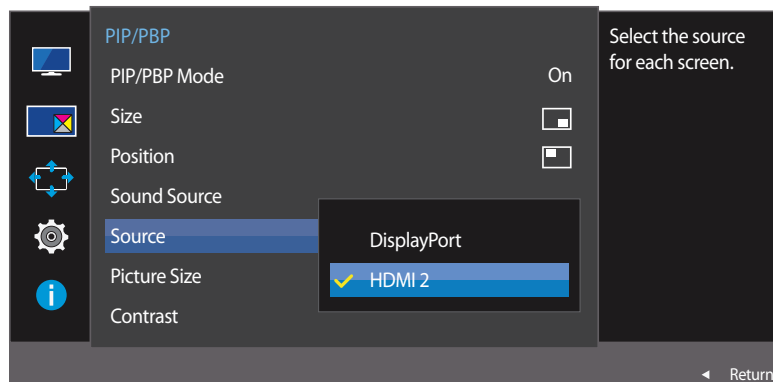 PIP/PBP
PIP/PBP Mode On
Size
Position
Sound Source
Source
Picture Size
Contrast
DisplayPort
HDMI 2
Select the source
for each screen.
Return